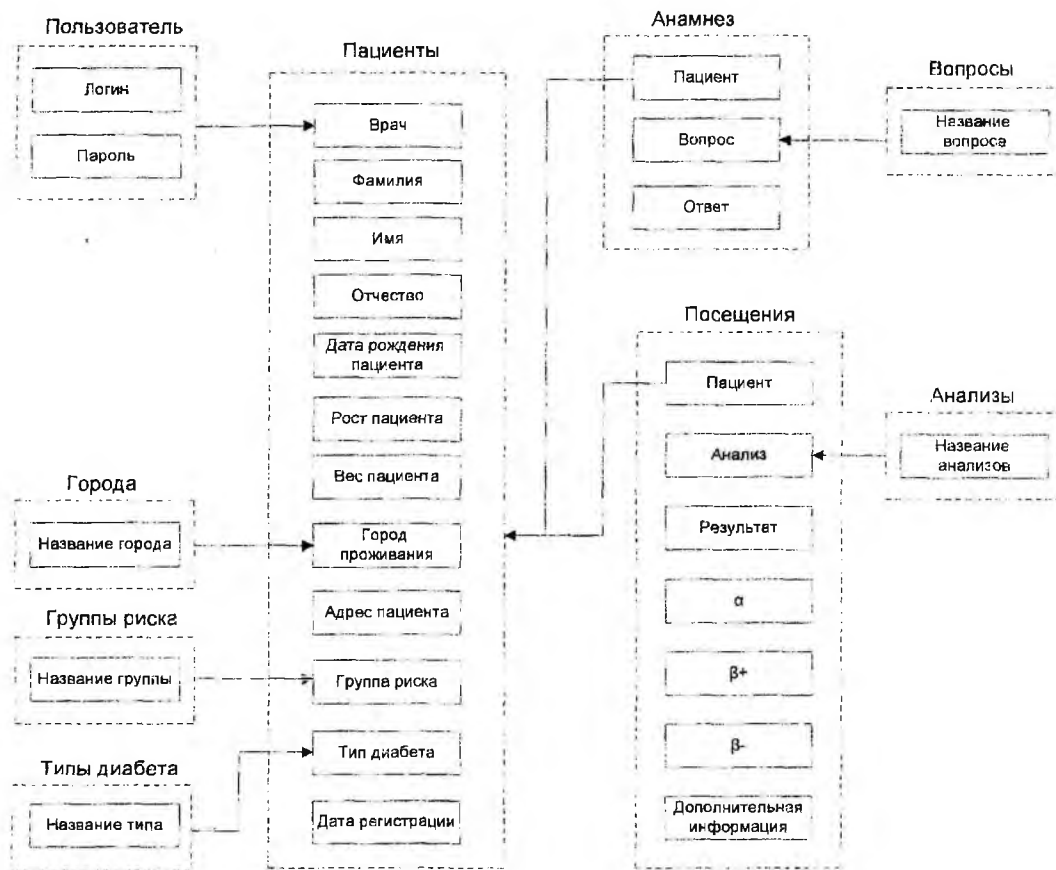 Пользователь
Логин
Пароль
Города
Название города
Группы риска
Название группы
Типы диабета
Название типа
Пациенты
Врач
Фамилия
Имя
Отчество
Дата рождения
пациента
Рост пациента
Вес пациента
Город
проживания
Адрес пациента
Группа риска
Тип диабета
Дата регистрации
Анамнез
Пациент
Вопрос
Ответ
Посещения
Пациент
Анализ
Результат
α
β+
β-
Дополнительная
информация
Вопросы
Название
вопроса
Анализы
Название
анализов